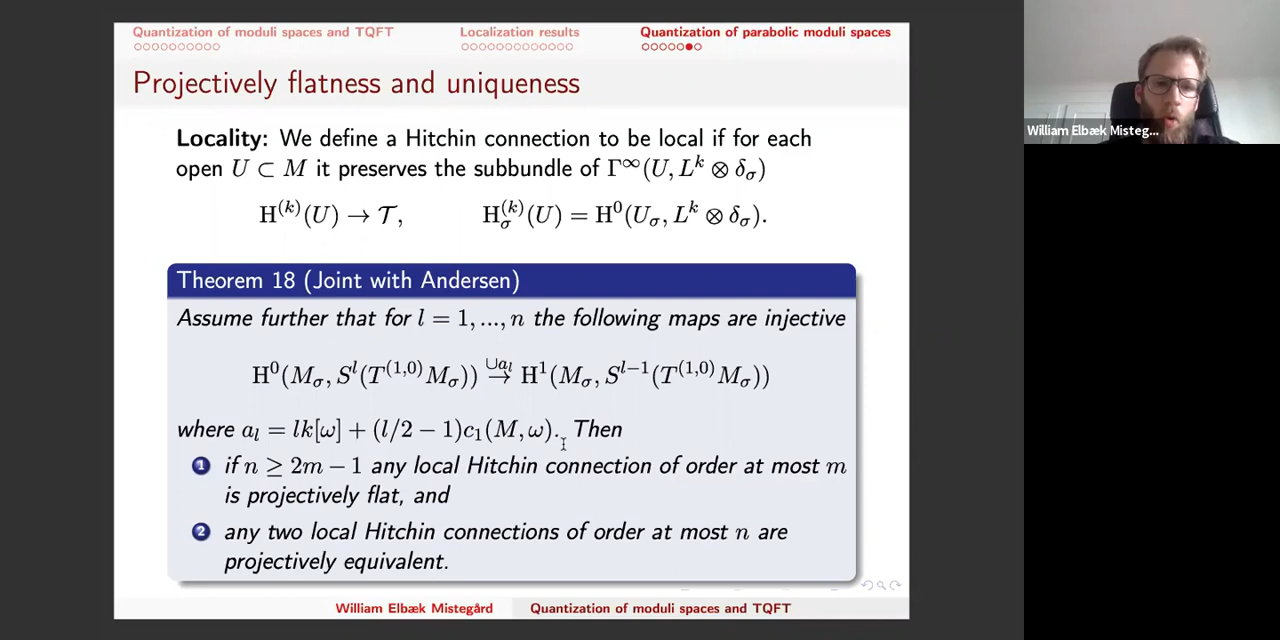 Quantization of moduli spaces and TQFT Localization results Quantization of parabolic moduli spaces
Projectively flatness and uniqueness
Locality: We define a Hitchin connection to be local if for each
open U ⊂ M it preserves the subbundle of Γ^∞(U, L^k ⊗ δ_σ)
H^(k)(U) → 𝒯, H_σ^(k)(U) = H^0(U_σ, L^k ⊗ δ_σ).
Theorem 18 (Joint with Andersen)
Assume further that for l = 1, ..., n the following maps are injective
H^0(M_σ, S^l(T^(1,0)M_σ)) →^{∪a_l} H^1(M_σ, S^{l−1}(T^(1,0)M_σ))
where a_l = lk[ω] + (l/2 − 1)c_1(M, ω). Then
1 if n ≥ 2m − 1 any local Hitchin connection of order at most m
is projectively flat, and
2 any two local Hitchin connections of order at most n are
projectively equivalent.
William Elbæk Mistegård Quantization of moduli spaces and TQFT
William Elbæk Misteg...